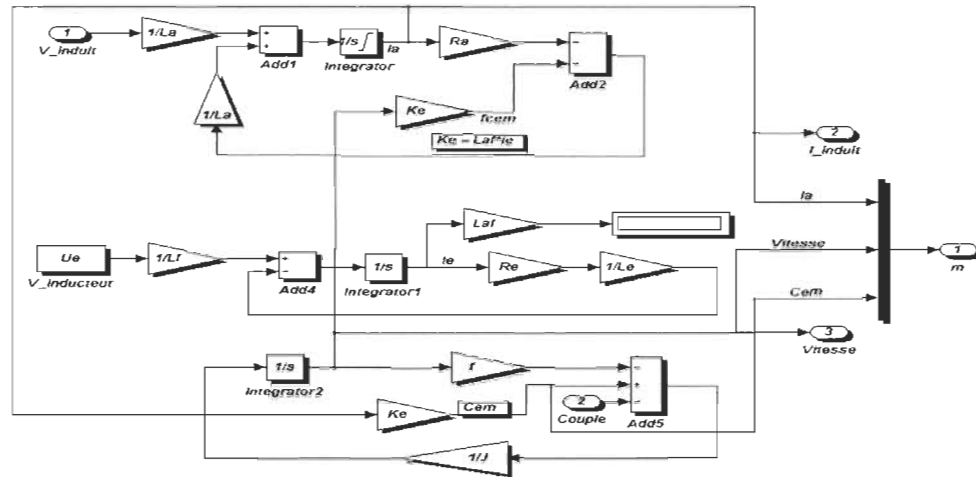 1
V_induit
1/La
Add1
1/s
Integrator
Ia
Ra
Add2
1/La
Ke
fcem
Ke = Laf*Ie
2
I_induit
Ia
Laf
Ue
V_inducteur
1/Lf
Add4
1/s
Integrator1
Ie
Re
1/Le
Vitesse
1
m
Cem
3
Vitesse
1/s
Integrator2
f
Ke
Cem
2
Couple
Add5
1/J